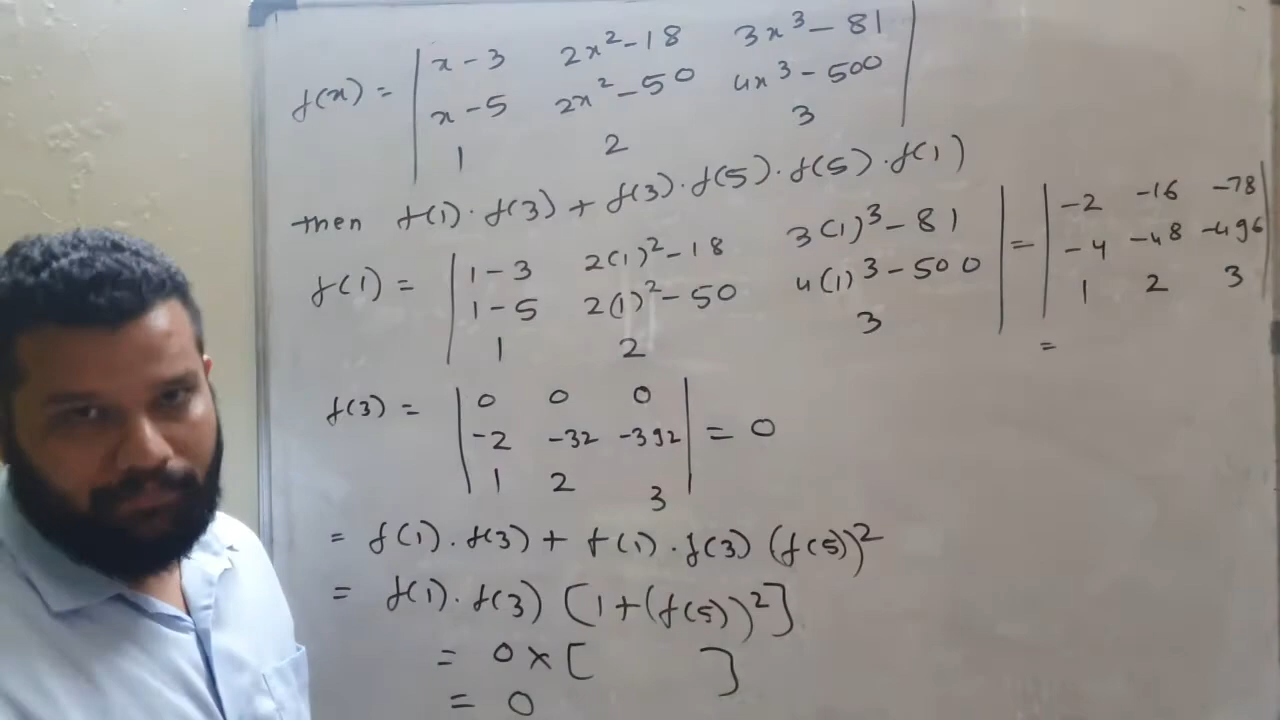 f(x) = | x-3 2x²-18 3x³-81 |
| x-5 2x²-50 4x³-500 |
| 1 2 3 |
then f(1)·f(3) + f(3)·f(5)·f(5)·f(1)
f(1) = | 1-3 2(1)²-18 3(1)³-81 | = | -2 -16 -78 |
| 1-5 2(1)²-50 4(1)³-500 | | -4 -48 -496 |
| 1 2 3 | | 1 2 3 |
=
f(3) = | 0 0 0 |
| -2 -32 -392 | = 0
| 1 2 3 |
= f(1)·f(3) + f(1)·f(3) (f(5))²
= f(1)·f(3) [1+(f(5))²]
= 0 × [ ]
= 0